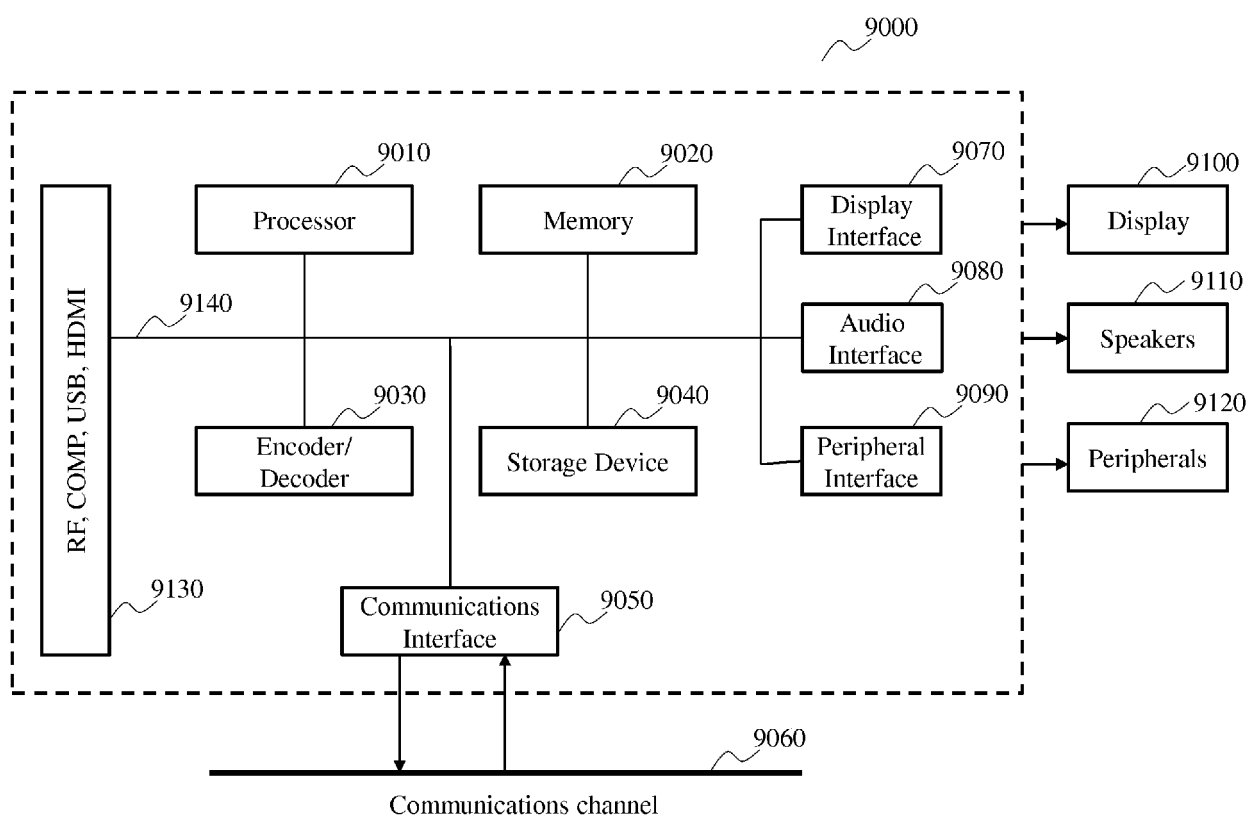 9000
9010
9020
9070
9100
Processor
Memory
Display
Interface
Display
9140
9080
9110
Audio
Interface
Speakers
RF, COMP, USB, HDMI
9030
9040
9090
9120
Encoder/
Decoder
Storage Device
Peripheral
Interface
Peripherals
9130
9050
Communications
Interface
9060
Communications channel